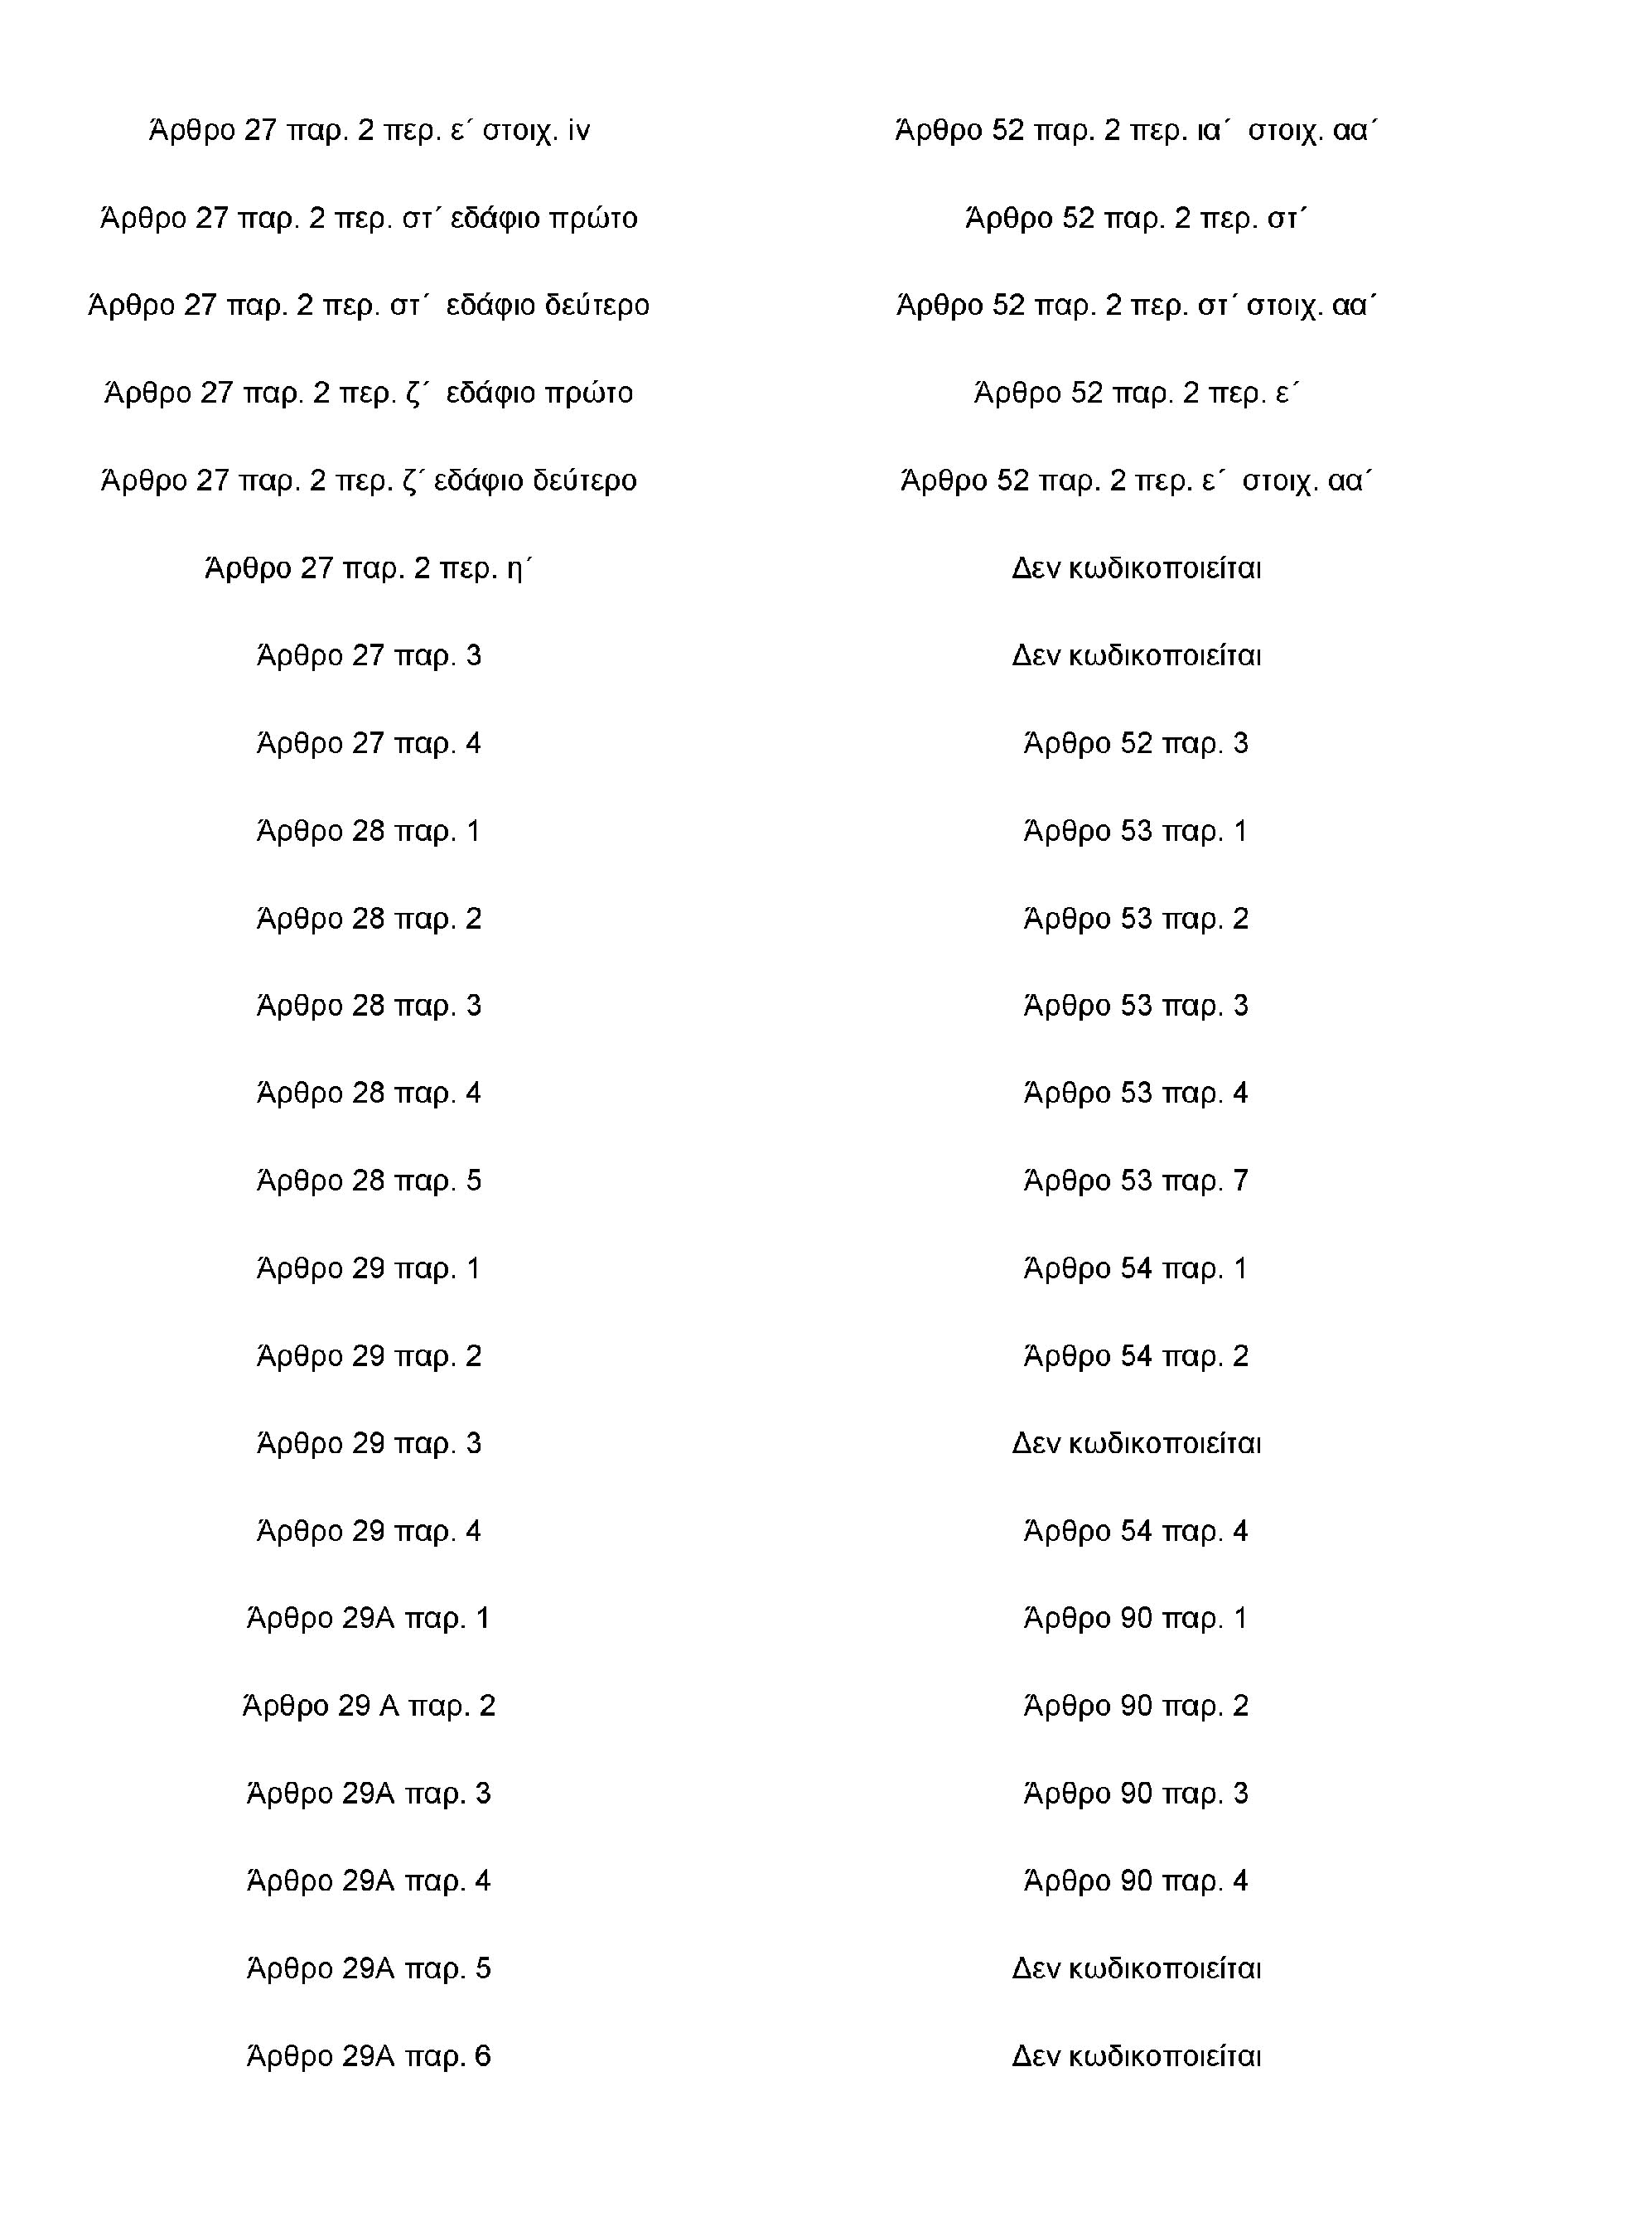 Άρθρο 27 παρ. 2 περ. ε΄ στοιχ. iv Άρθρο 52 παρ. 2 περ. ια΄ στοιχ. αα΄
Άρθρο 27 παρ. 2 περ. στ΄ εδάφιο πρώτο Άρθρο 52 παρ. 2 περ. στ΄
Άρθρο 27 παρ. 2 περ. στ΄ εδάφιο δεύτερο Άρθρο 52 παρ. 2 περ. στ΄ στοιχ. αα΄
Άρθρο 27 παρ. 2 περ. ζ΄ εδάφιο πρώτο Άρθρο 52 παρ. 2 περ. ε΄
Άρθρο 27 παρ. 2 περ. ζ΄ εδάφιο δεύτερο Άρθρο 52 παρ. 2 περ. ε΄ στοιχ. αα΄
Άρθρο 27 παρ. 2 περ. η΄ Δεν κωδικοποιείται
Άρθρο 27 παρ. 3 Δεν κωδικοποιείται
Άρθρο 27 παρ. 4 Άρθρο 52 παρ. 3
Άρθρο 28 παρ. 1 Άρθρο 53 παρ. 1
Άρθρο 28 παρ. 2 Άρθρο 53 παρ. 2
Άρθρο 28 παρ. 3 Άρθρο 53 παρ. 3
Άρθρο 28 παρ. 4 Άρθρο 53 παρ. 4
Άρθρο 28 παρ. 5 Άρθρο 53 παρ. 7
Άρθρο 29 παρ. 1 Άρθρο 54 παρ. 1
Άρθρο 29 παρ. 2 Άρθρο 54 παρ. 2
Άρθρο 29 παρ. 3 Δεν κωδικοποιείται
Άρθρο 29 παρ. 4 Άρθρο 54 παρ. 4
Άρθρο 29Α παρ. 1 Άρθρο 90 παρ. 1
Άρθρο 29 Α παρ. 2 Άρθρο 90 παρ. 2
Άρθρο 29Α παρ. 3 Άρθρο 90 παρ. 3
Άρθρο 29Α παρ. 4 Άρθρο 90 παρ. 4
Άρθρο 29Α παρ. 5 Δεν κωδικοποιείται
Άρθρο 29Α παρ. 6 Δεν κωδικοποιείται